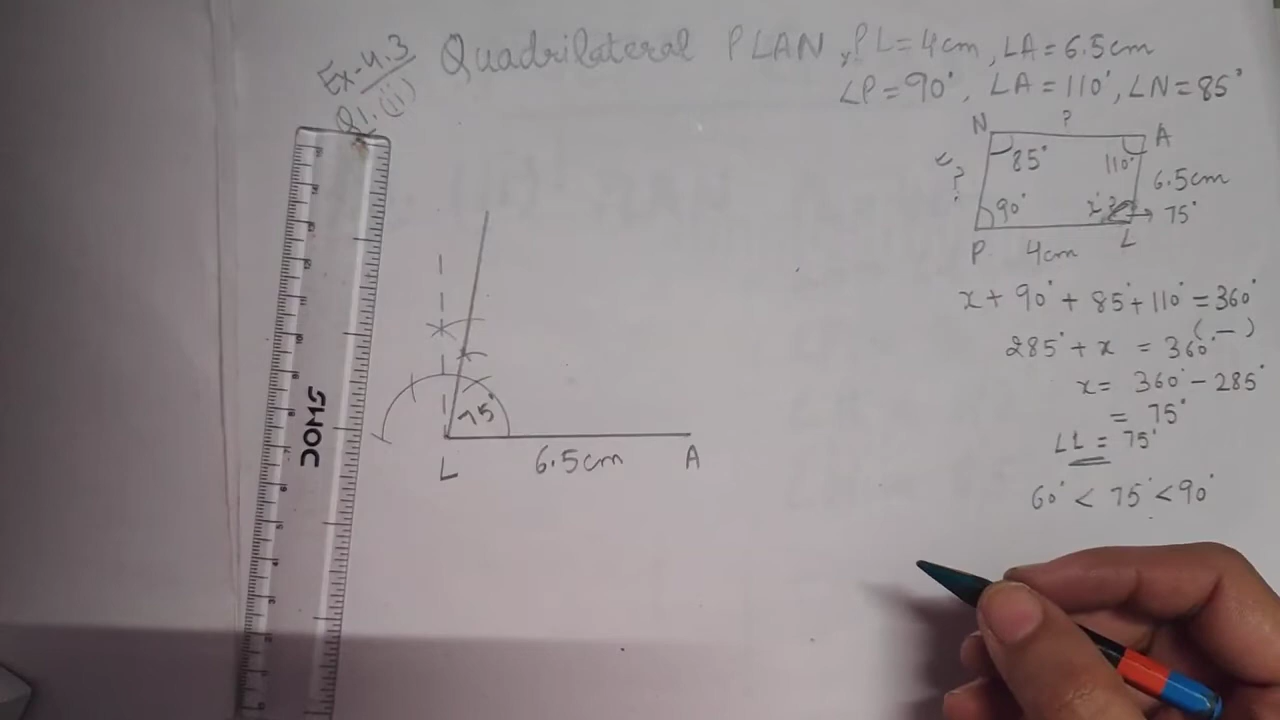 Ex-4.3
Q1.(ii)
Quadrilateral PLAN, PL=4cm, LA=6.5cm
∠P=90°, ∠A=110°, ∠N=85°
N P A
85° 110°
? 6.5cm
90° x° 75°
P 4cm L
x + 90° + 85° + 110° = 360°
(-)
285° + x = 360°
x = 360° - 285°
= 75°
∠L = 75°
60° < 75° < 90°
75°
L 6.5cm A
DOMS